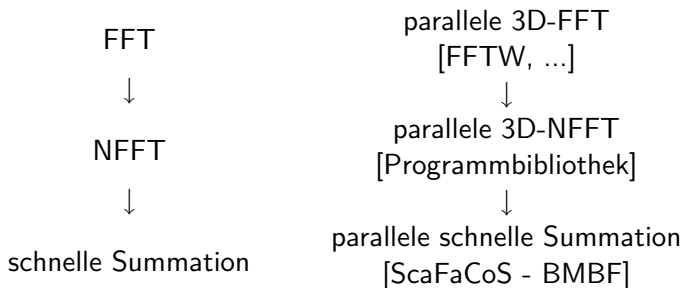 FFT
↓
NFFT
↓
schnelle Summation
parallele 3D-FFT
[FFTW, ...]
↓
parallele 3D-NFFT
[Programmbibliothek]
↓
parallele schnelle Summation
[ScaFaCoS - BMBF]